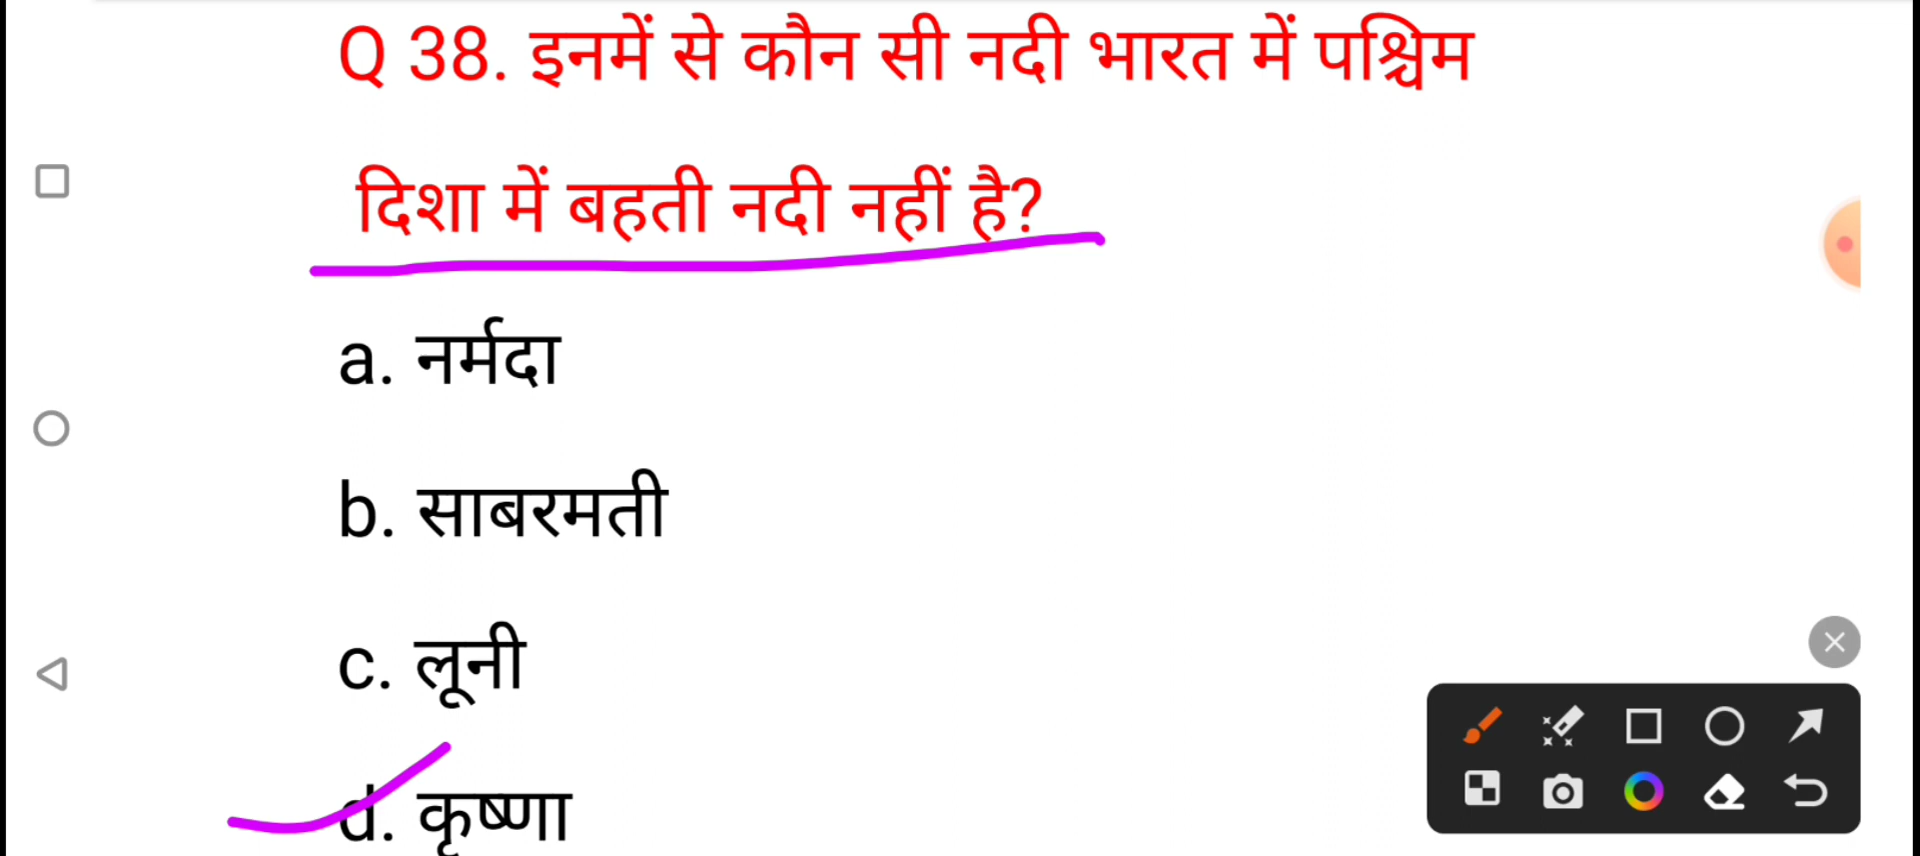 Q 38. इनमें से कौन सी नदी भारत में पश्चिम
दिशा में बहती नदी नहीं है?
a. नर्मदा
b. साबरमती
c. लूनी
d. कृष्णा